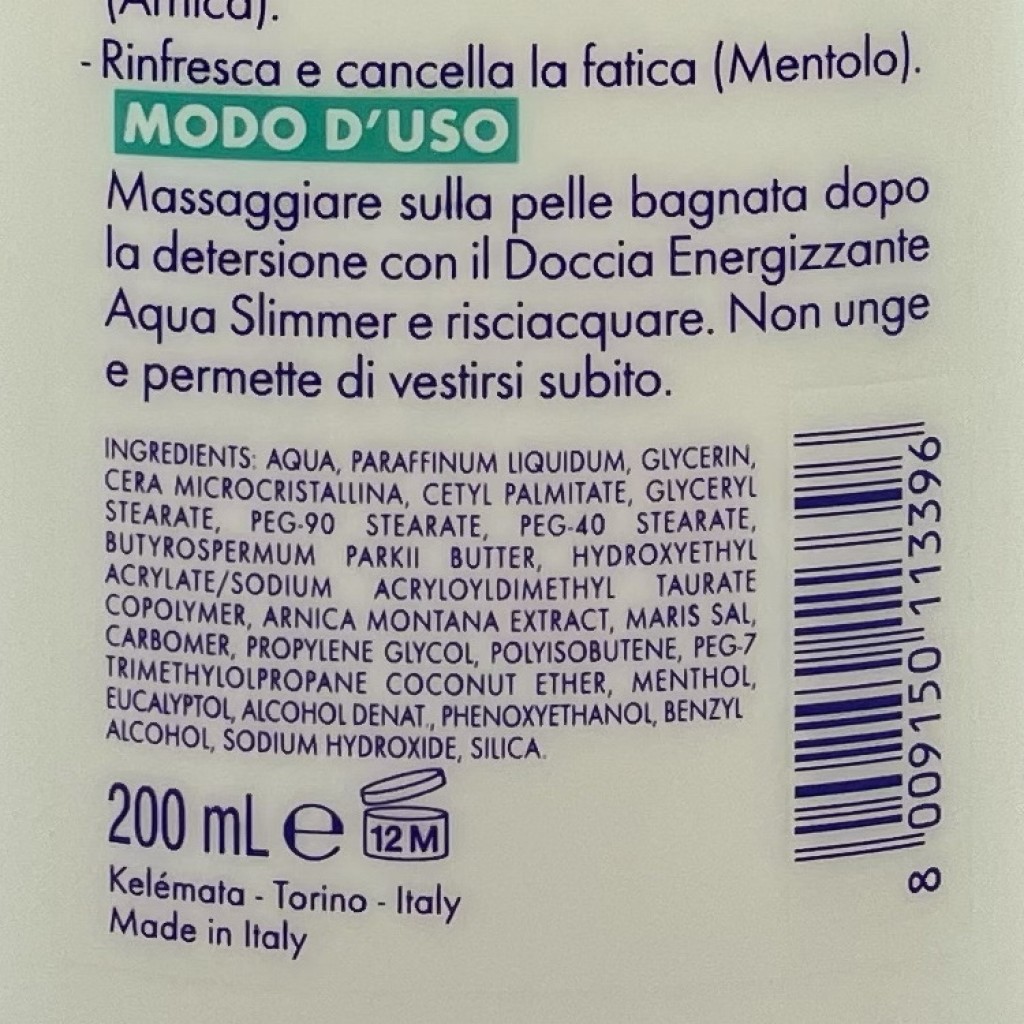 (Arnica).
- Rinfresca e cancella la fatica (Mentolo).
MODO D'USO
Massaggiare sulla pelle bagnata dopo
la detersione con il Doccia Energizzante
Aqua Slimmer e risciacquare. Non unge
e permette di vestirsi subito.
INGREDIENTS: AQUA, PARAFFINUM LIQUIDUM, GLYCERIN,
CERA MICROCRISTALLINA, CETYL PALMITATE, GLYCERYL
STEARATE, PEG-90 STEARATE, PEG-40 STEARATE,
BUTYROSPERMUM PARKII BUTTER, HYDROXYETHYL
ACRYLATE/SODIUM ACRYLOYLDIMETHYL TAURATE
COPOLYMER, ARNICA MONTANA EXTRACT, MARIS SAL,
CARBOMER, PROPYLENE GLYCOL, POLYISOBUTENE, PEG-7
TRIMETHYLOLPROPANE COCONUT ETHER, MENTHOL,
EUCALYPTOL, ALCOHOL DENAT., PHENOXYETHANOL, BENZYL
ALCOHOL, SODIUM HYDROXIDE, SILICA.
200 mL e 12 M
Kelémata - Torino - Italy
Made in Italy
8 009150 113396